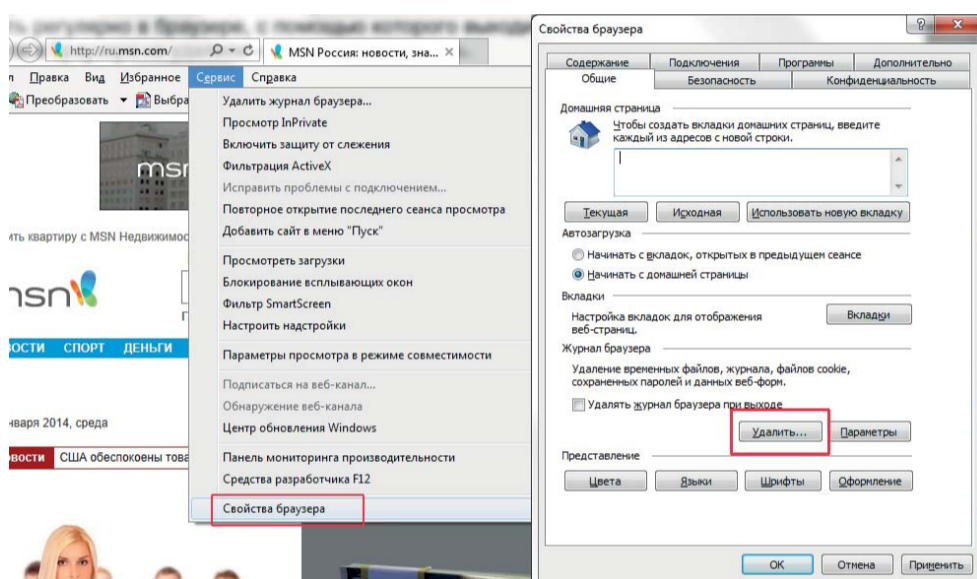 http://ru.msn.com/
MSN Россия: новости, зна...
Правка Вид Избранное Сервис Справка
Преобразовать Выбра
Удалить журнал браузера...
Просмотр InPrivate
Включить защиту от слежения
Фильтрация ActiveX
Исправить проблемы с подключением...
Повторное открытие последнего сеанса просмотра
Добавить сайт в меню "Пуск"
Просмотреть загрузки
Блокирование всплывающих окон
Фильтр SmartScreen
Настроить надстройки
Параметры просмотра в режиме совместимости
Подписаться на веб-канал...
Обнаружение веб-канала
Центр обновления Windows
Панель мониторинга производительности
Средства разработчика F12
Свойства браузера
msn
ить квартиру с MSN Недвижимос
msn
ВОСТИ СПОРТ ДЕНЬГИ
нваря 2014, среда
вости США обеспокоены това
Свойства браузера
Содержание Подключения Программы Дополнительно
Общие Безопасность Конфиденциальность
Домашняя страница
Чтобы создать вкладки домашних страниц, введите
каждый из адресов с новой строки.
Текущая Исходная Использовать новую вкладку
Автозагрузка
Начинать с вкладок, открытых в предыдущем сеансе
Начинать с домашней страницы
Вкладки
Настройка вкладок для отображения
веб-страниц.
Вкладки
Журнал браузера
Удаление временных файлов, журнала, файлов cookie,
сохраненных паролей и данных веб-форм.
Удалять журнал браузера при выходе
Удалить... Параметры
Представление
Цвета Языки Шрифты Оформление
OK Отмена Применить